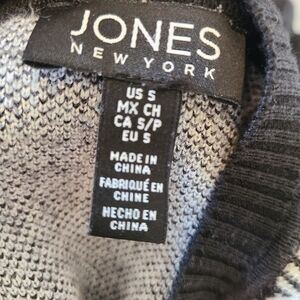 JONES
NEW YORK
US S
MX CH
CA S/P
EU S
MADE IN
CHINA
FABRIQUÉ EN
CHINE
HECHO EN
CHINA